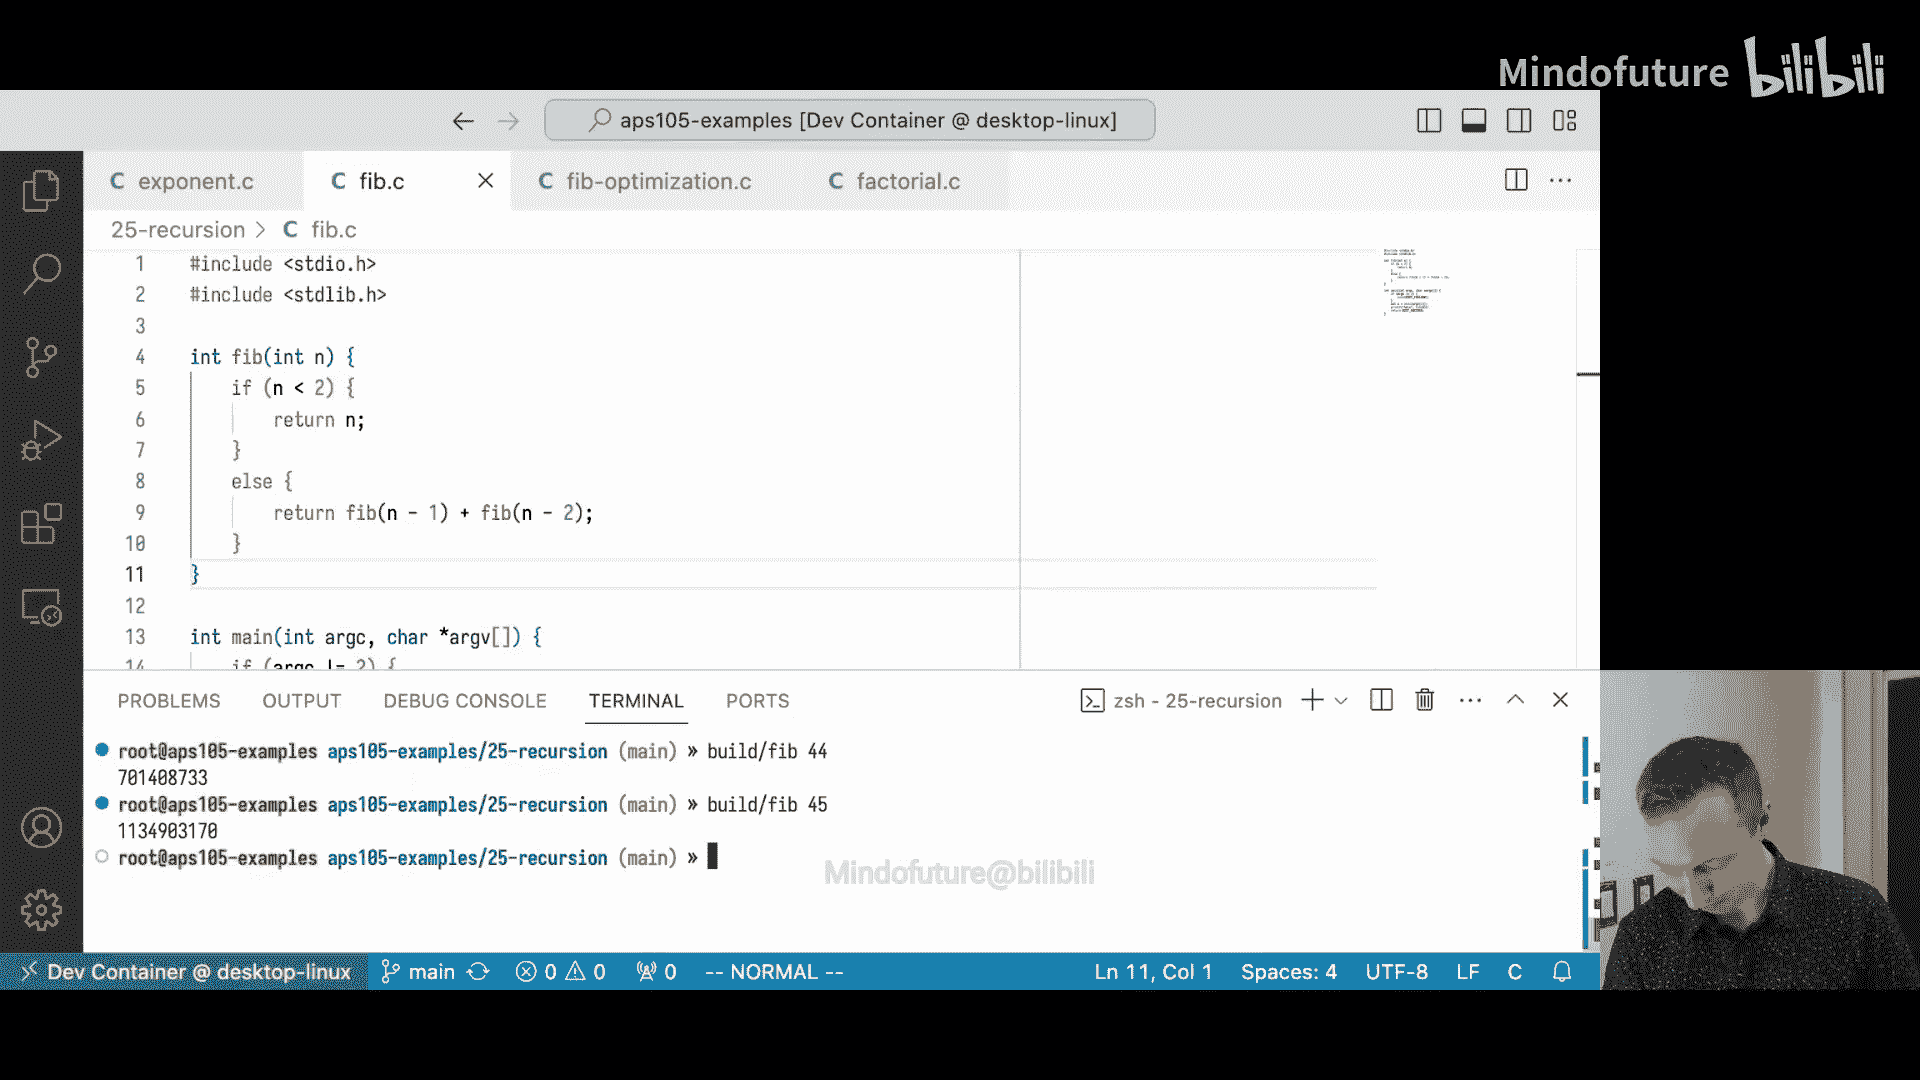 Mindofuture bilibili
aps105-examples [Dev Container @ desktop-linux]
C exponent.c
C fib.c
C fib-optimization.c
C factorial.c
25-recursion > C fib.c
1 #include <stdio.h>
2 #include <stdlib.h>
3
4 int fib(int n) {
5 if (n < 2) {
6 return n;
7 }
8 else {
9 return fib(n - 1) + fib(n - 2);
10 }
11 }
12
13 int main(int argc, char *argv[]) {
14 if (argc != 2) {
PROBLEMS OUTPUT DEBUG CONSOLE TERMINAL PORTS
zsh - 25-recursion
root@aps105-examples aps105-examples/25-recursion (main) » build/fib 44
701408733
root@aps105-examples aps105-examples/25-recursion (main) » build/fib 45
1134903170
root@aps105-examples aps105-examples/25-recursion (main) »
Mindofuture@bilibili
Dev Container @ desktop-linux main 0 0 0 -- NORMAL -- Ln 11, Col 1 Spaces: 4 UTF-8 LF C